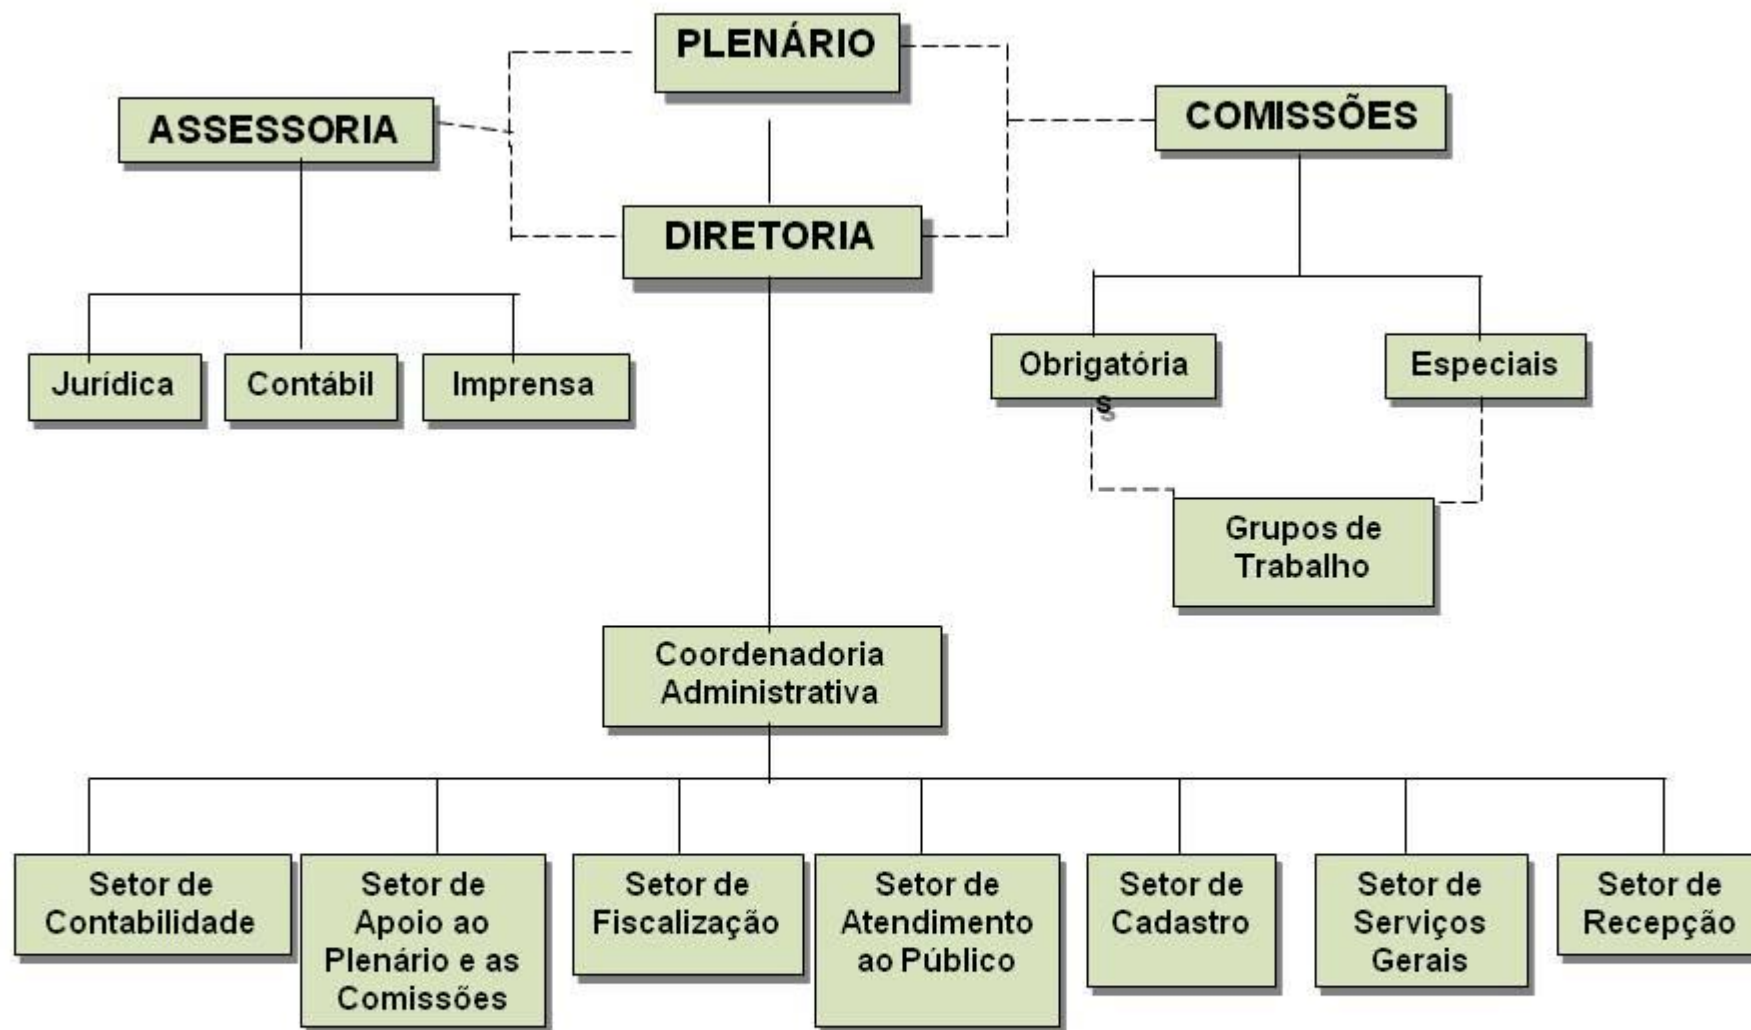 PLENÁRIO
ASSESSORIA
COMISSÕES
DIRETORIA
Jurídica
Contábil
Imprensa
Obrigatória
s
Especiais
Grupos de
Trabalho
Coordenadoria
Administrativa
Setor de
Contabilidade
Setor de
Apoio ao
Plenário e as
Comissões
Setor de
Fiscalização
Setor de
Atendimento
ao Público
Setor de
Cadastro
Setor de
Serviços
Gerais
Setor de
Recepção